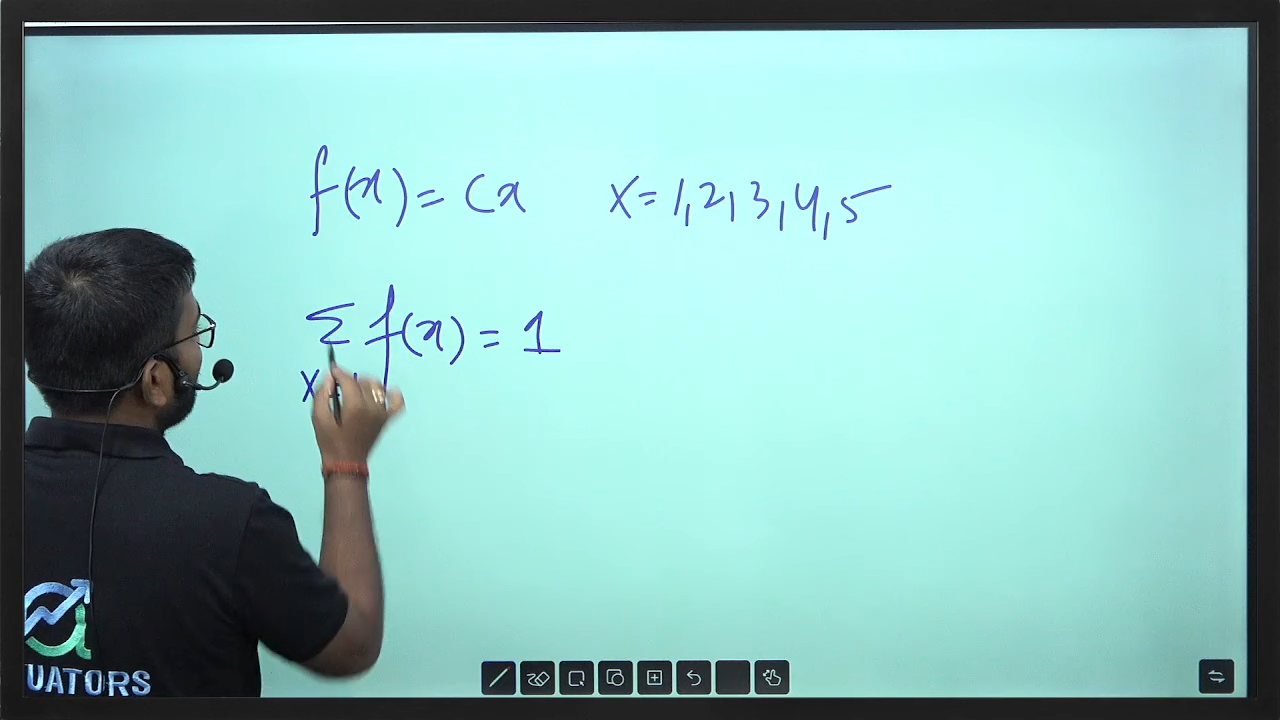 f(x) = Cx    X = 1, 2, 3, 4, 5
Σ f(x) = 1
X
UATORS